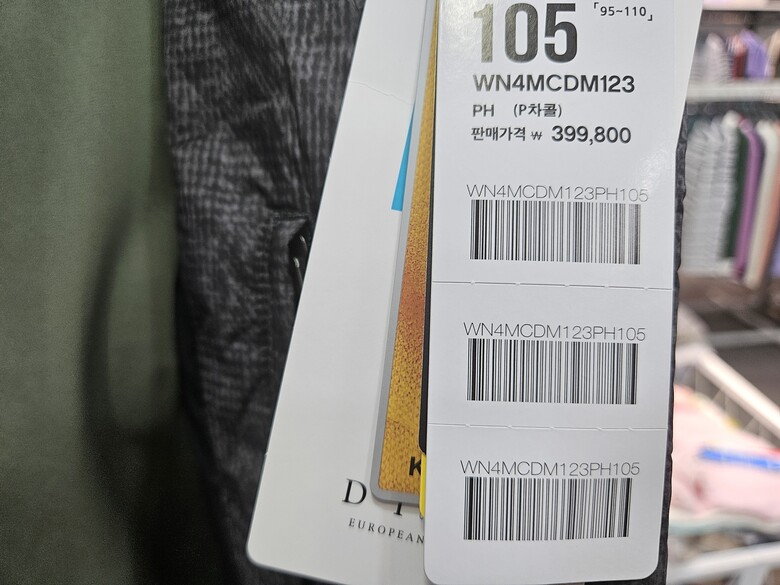 105 「95~110」
WN4MCDM123
PH (P차콜)
판매가격 ₩ 399,800
WN4MCDM123PH105
WN4MCDM123PH105
WN4MCDM123PH105
K
D
EUROPEAN